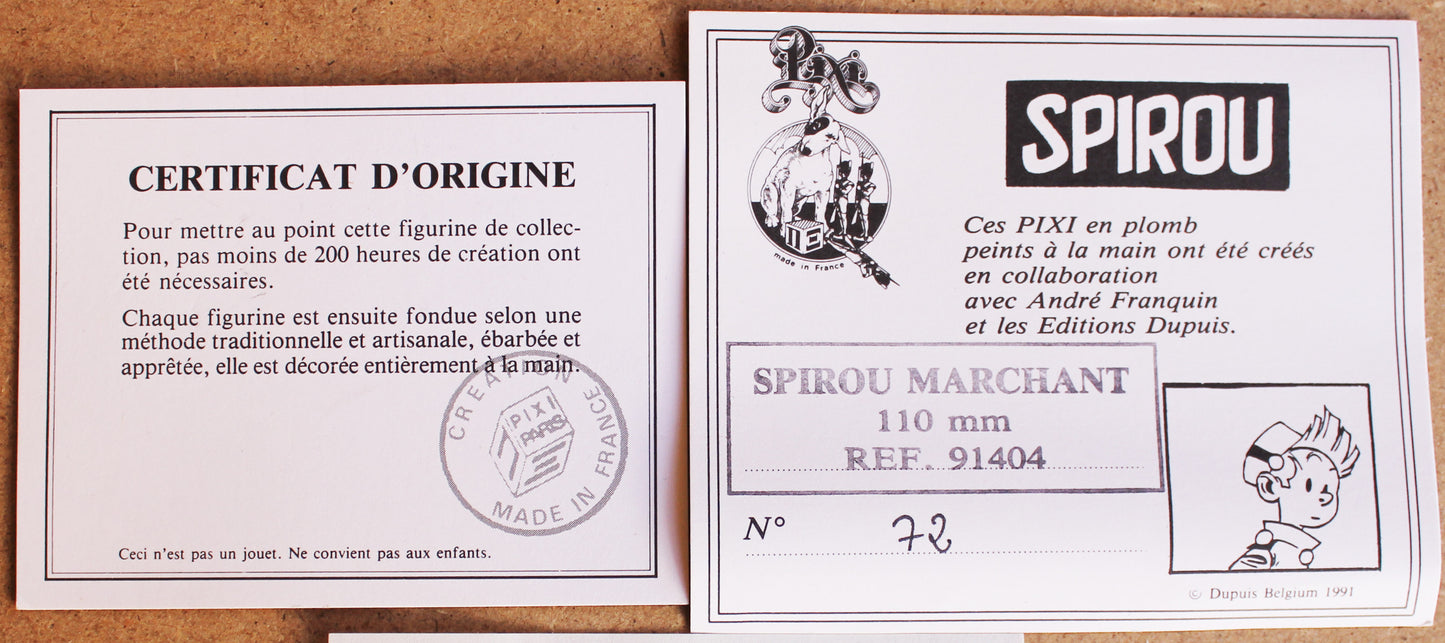 CERTIFICAT D'ORIGINE
Pour mettre au point cette figurine de collec-
tion, pas moins de 200 heures de création ont
été nécessaires.
Chaque figurine est ensuite fondue selon une
méthode traditionnelle et artisanale, ébarbée et
apprêtée, elle est décorée entièrement à la main.
CREATION
PIXI
PARIS
MADE IN FRANCE
Ceci n'est pas un jouet. Ne convient pas aux enfants.
Pixi
made in France
SPIROU
Ces PIXI en plomb
peints à la main ont été créés
en collaboration
avec André Franquin
et les Editions Dupuis.
SPIROU MARCHANT
110 mm
REF. 91404
N° 72
© Dupuis Belgium 1991